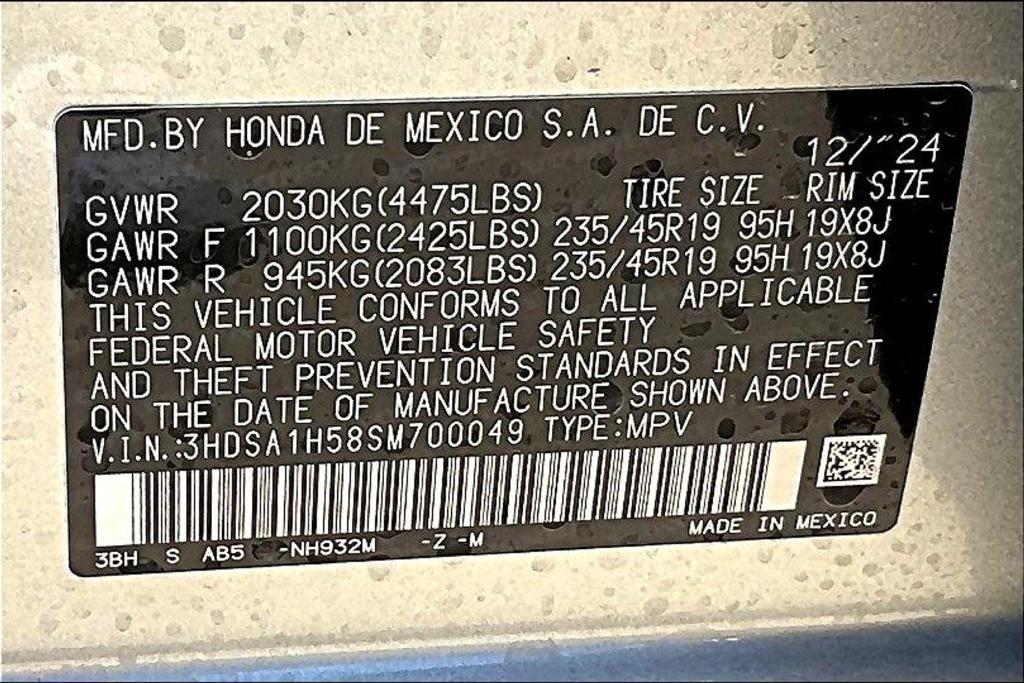 MFD.BY HONDA DE MEXICO S.A. DE C.V.
12/"24
GVWR 2030KG(4475LBS) TIRE SIZE RIM SIZE
GAWR F 1100KG(2425LBS) 235/45R19 95H 19X8J
GAWR R 945KG(2083LBS) 235/45R19 95H 19X8J
THIS VEHICLE CONFORMS TO ALL APPLICABLE
FEDERAL MOTOR VEHICLE SAFETY
AND THEFT PREVENTION STANDARDS IN EFFECT
ON THE DATE OF MANUFACTURE SHOWN ABOVE.
V.I.N.:3HDSA1H58SM700049 TYPE:MPV
MADE IN MEXICO
3BH S AB5 -NH932M -Z -M